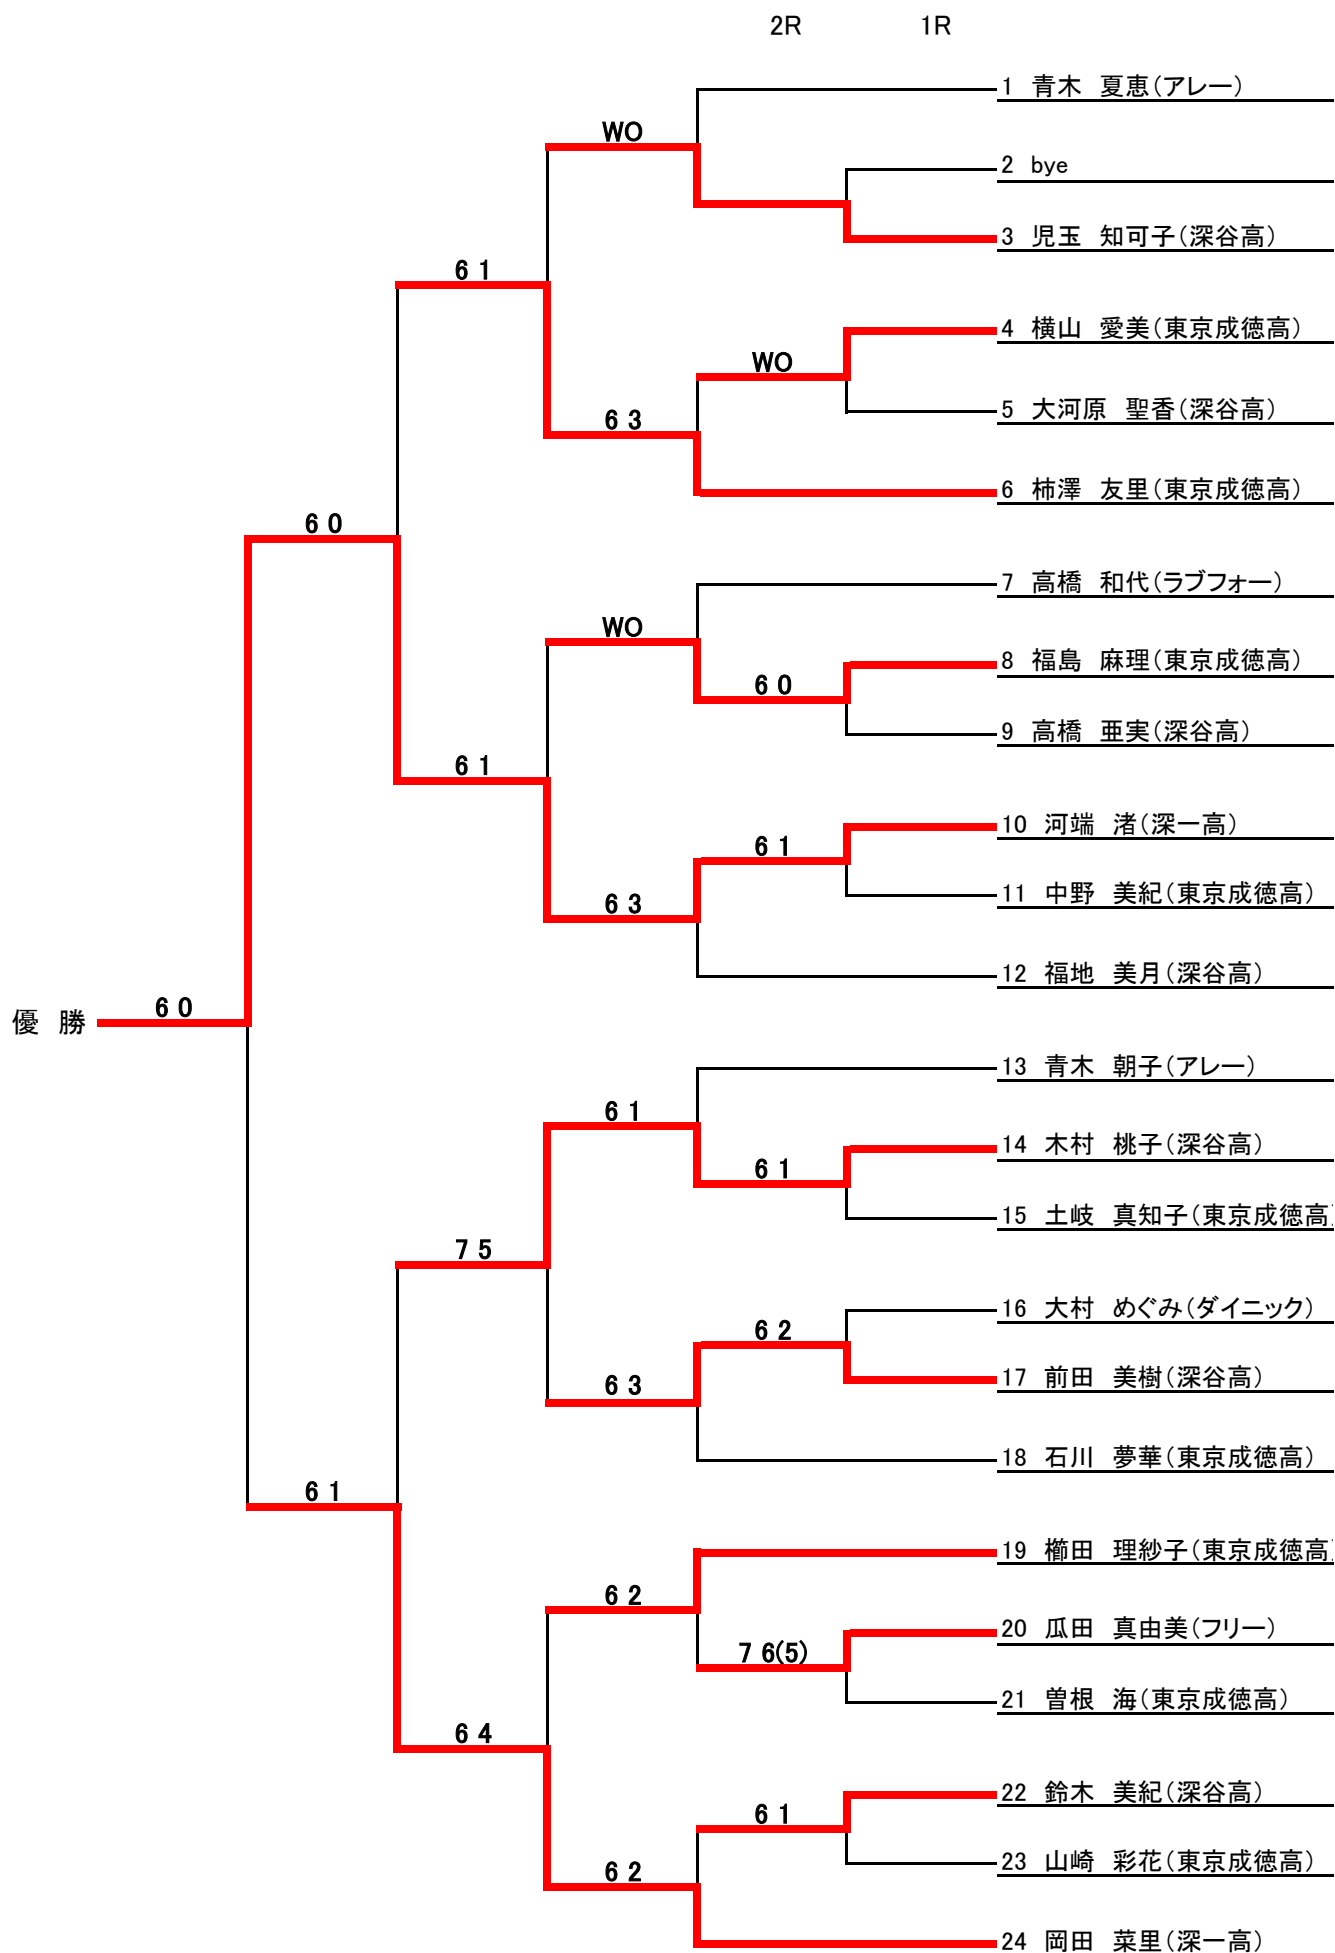 2R 1R
1 青木 夏恵(アレー)
WO
2 bye
3 児玉 知可子(深谷高)
6 1
4 横山 愛美(東京成徳高)
WO
5 大河原 聖香(深谷高)
6 3
6 柿澤 友里(東京成徳高)
6 0
7 高橋 和代(ラブフォー)
WO
8 福島 麻理(東京成徳高)
6 0
9 高橋 亜実(深谷高)
6 1
10 河端 渚(深一高)
6 1
11 中野 美紀(東京成徳高)
6 3
12 福地 美月(深谷高)
6 0
優 勝
13 青木 朝子(アレー)
6 1
14 木村 桃子(深谷高)
6 1
15 土岐 真知子(東京成徳高)
7 5
16 大村 めぐみ(ダイニック)
6 2
17 前田 美樹(深谷高)
6 3
18 石川 夢華(東京成徳高)
6 1
19 櫛田 理紗子(東京成徳高)
6 2
20 瓜田 真由美(フリー)
7 6(5)
21 曽根 海(東京成徳高)
6 4
22 鈴木 美紀(深谷高)
6 1
23 山崎 彩花(東京成徳高)
6 2
24 岡田 菜里(深一高)